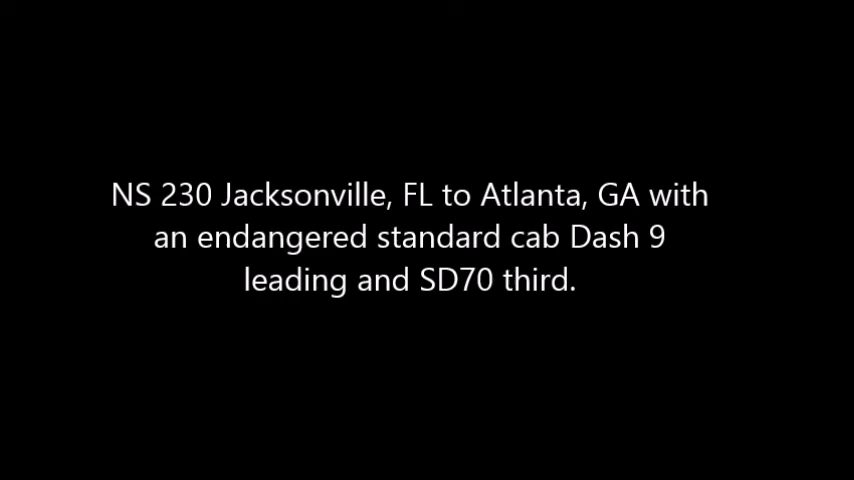 NS 230 Jacksonville, FL to Atlanta, GA with
an endangered standard cab Dash 9
leading and SD70 third.